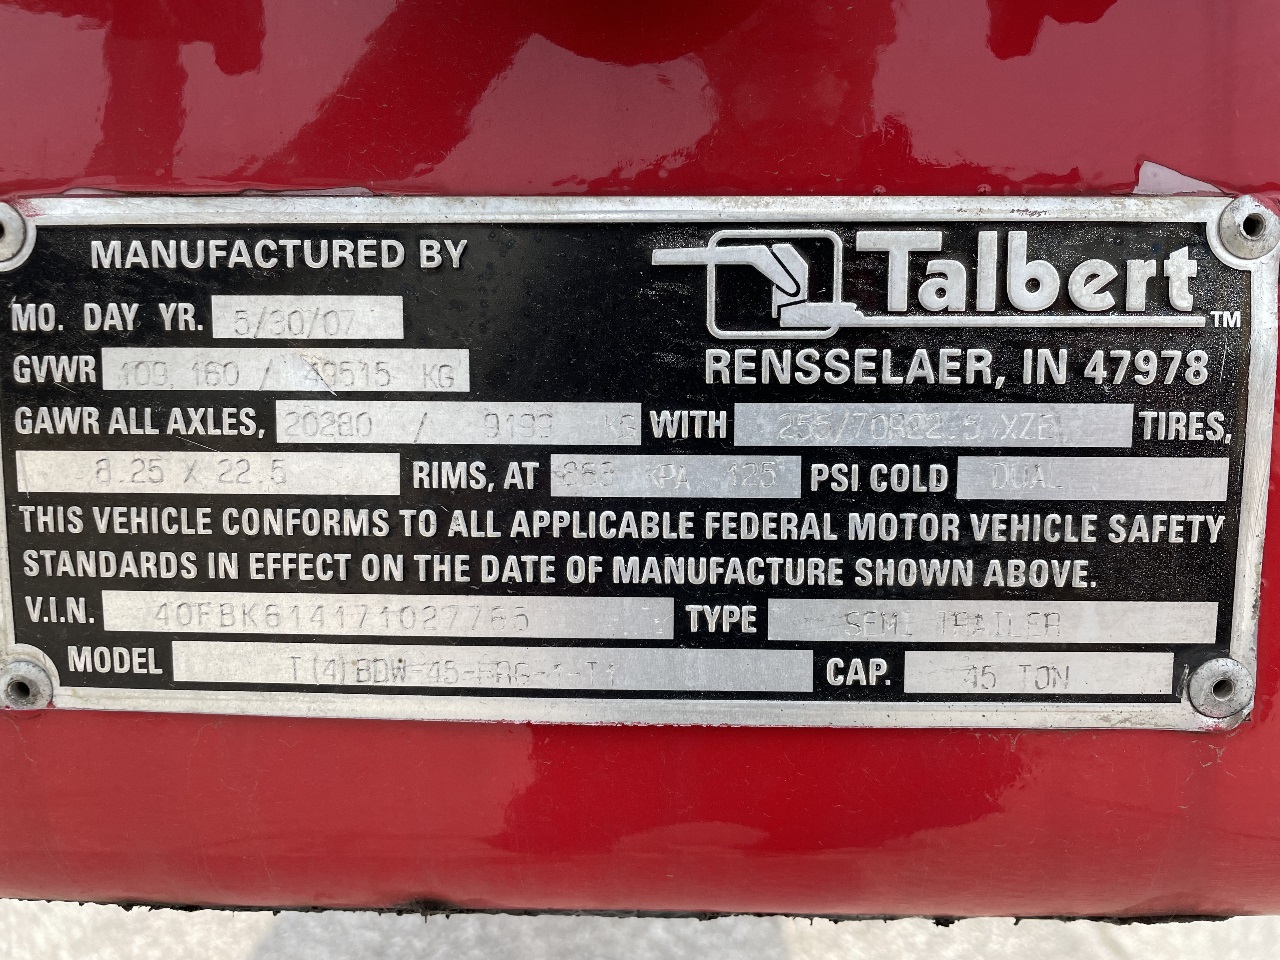 MANUFACTURED BY Talbert TM
MO. DAY YR. 5/30/07
RENSSELAER, IN 47978
GVWR 109,160 / 49515 KG
GAWR ALL AXLES, 20280 / 9199 KG WITH 255/70R22.5 XZE TIRES,
8.25 X 22.5 RIMS, AT KPA 125 PSI COLD DUAL
THIS VEHICLE CONFORMS TO ALL APPLICABLE FEDERAL MOTOR VEHICLE SAFETY
STANDARDS IN EFFECT ON THE DATE OF MANUFACTURE SHOWN ABOVE.
V.I.N. 40FBK614171027765 TYPE SEMI TRAILER
MODEL CAP. 45 TON